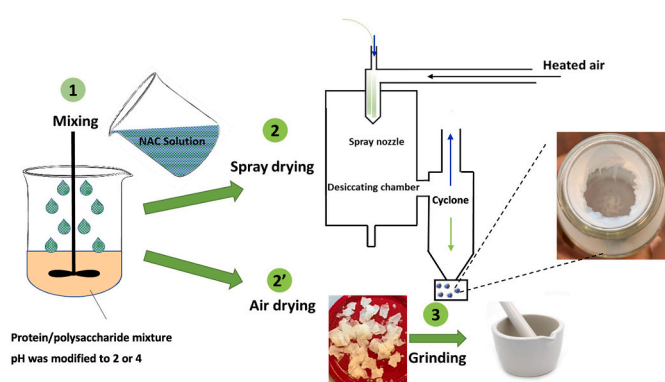 1
Mixing
NAC Solution
2
Spray drying
Heated air
Spray nozzle
Desiccating chamber
Cyclone
2'
Air drying
3
Grinding
Protein/polysaccharide mixture
pH was modified to 2 or 4